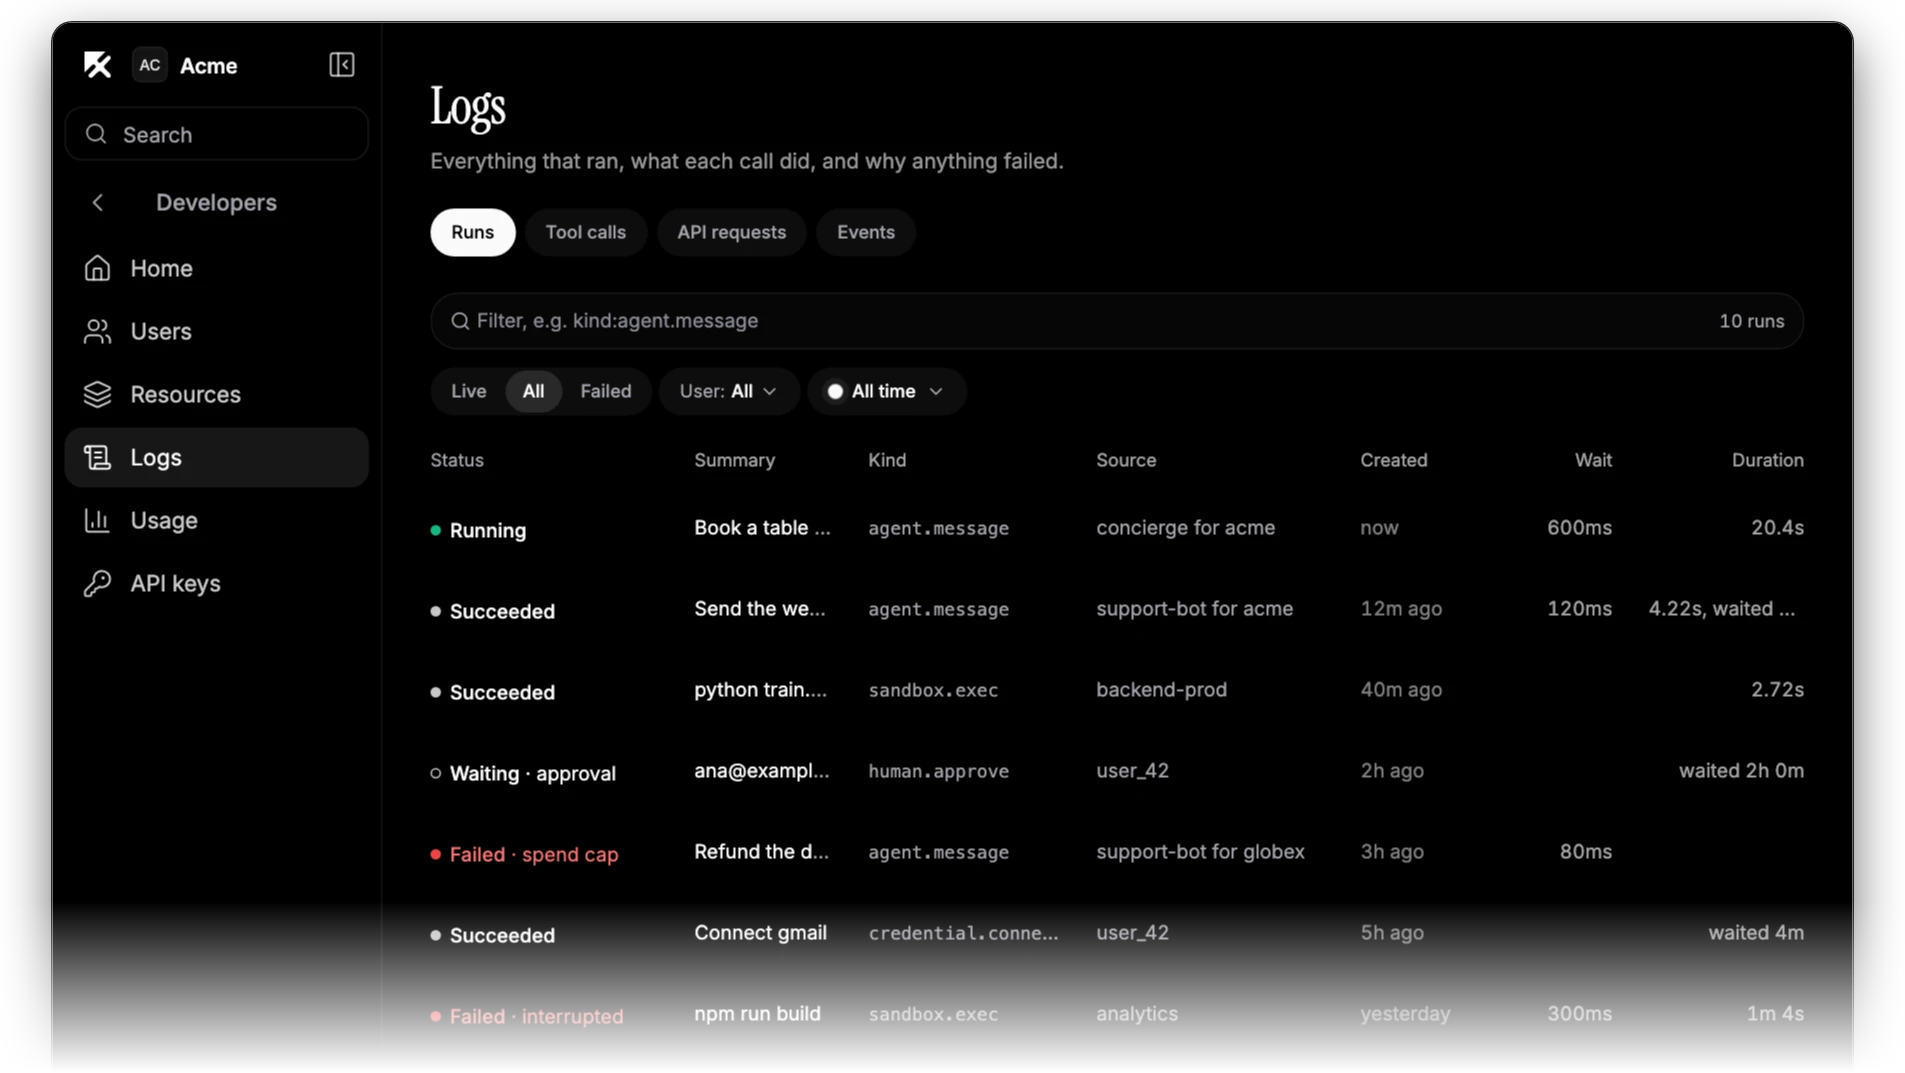 AC Acme
Search
Developers
Home
Users
Resources
Logs
Usage
API keys
Logs
Everything that ran, what each call did, and why anything failed.
Runs Tool calls API requests Events
Filter, e.g. kind:agent.message 10 runs
Live All Failed User: All All time
Status Summary Kind Source Created Wait Duration
Running Book a table ... agent.message concierge for acme now 600ms 20.4s
Succeeded Send the we... agent.message support-bot for acme 12m ago 120ms 4.22s, waited ...
Succeeded python train.... sandbox.exec backend-prod 40m ago 2.72s
Waiting · approval ana@exampl... human.approve user_42 2h ago waited 2h 0m
Failed · spend cap Refund the d... agent.message support-bot for globex 3h ago 80ms
Succeeded Connect gmail credential.conne... user_42 5h ago waited 4m
Failed · interrupted npm run build sandbox.exec analytics yesterday 300ms 1m 4s